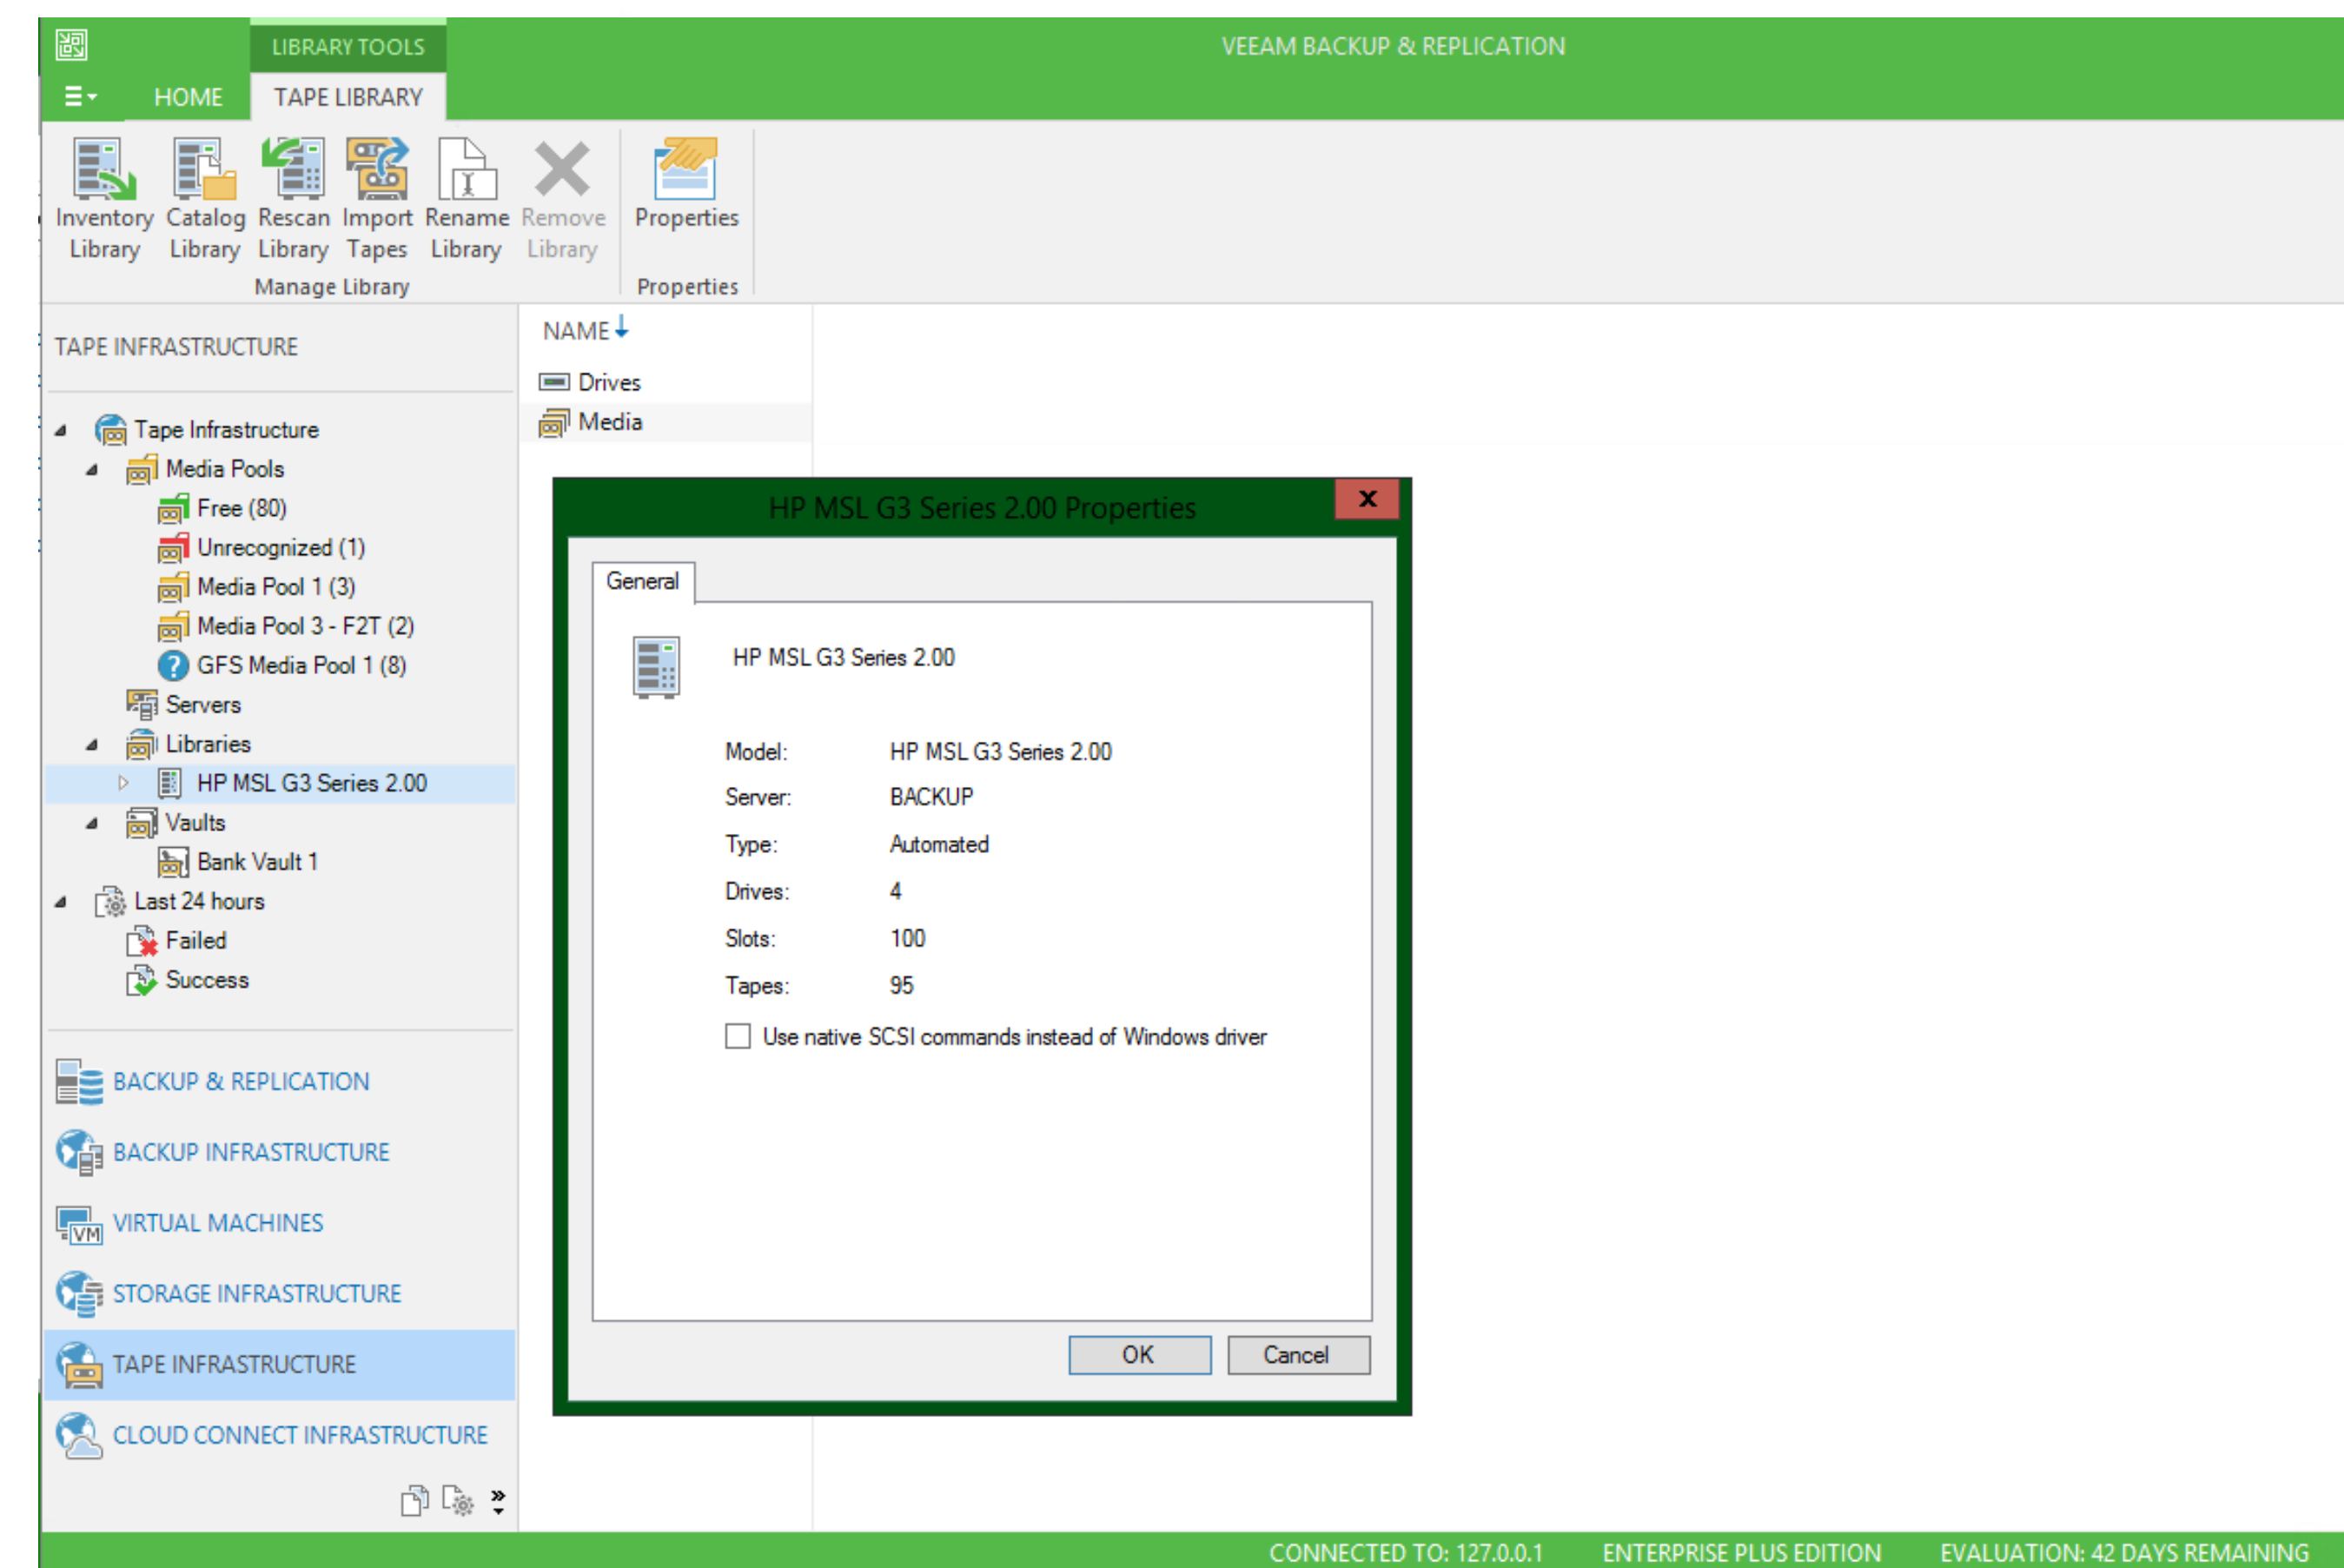 LIBRARY TOOLS
VEEAM BACKUP & REPLICATION
HOME
TAPE LIBRARY
Inventory Library
Catalog Library
Rescan Library
Import Tapes
Rename Library
Remove Library
Properties
Manage Library
Properties
TAPE INFRASTRUCTURE
Tape Infrastructure
Media Pools
Free (80)
Unrecognized (1)
Media Pool 1 (3)
Media Pool 3 - F2T (2)
GFS Media Pool 1 (8)
Servers
Libraries
HP MSL G3 Series 2.00
Vaults
Bank Vault 1
Last 24 hours
Failed
Success
BACKUP & REPLICATION
BACKUP INFRASTRUCTURE
VM
VIRTUAL MACHINES
STORAGE INFRASTRUCTURE
TAPE INFRASTRUCTURE
CLOUD CONNECT INFRASTRUCTURE
NAME
Drives
Media
HP MSL G3 Series 2.00 Properties
x
General
HP MSL G3 Series 2.00
Model: HP MSL G3 Series 2.00
Server: BACKUP
Type: Automated
Drives: 4
Slots: 100
Tapes: 95
Use native SCSI commands instead of Windows driver
OK
Cancel
CONNECTED TO: 127.0.0.1
ENTERPRISE PLUS EDITION
EVALUATION: 42 DAYS REMAINING